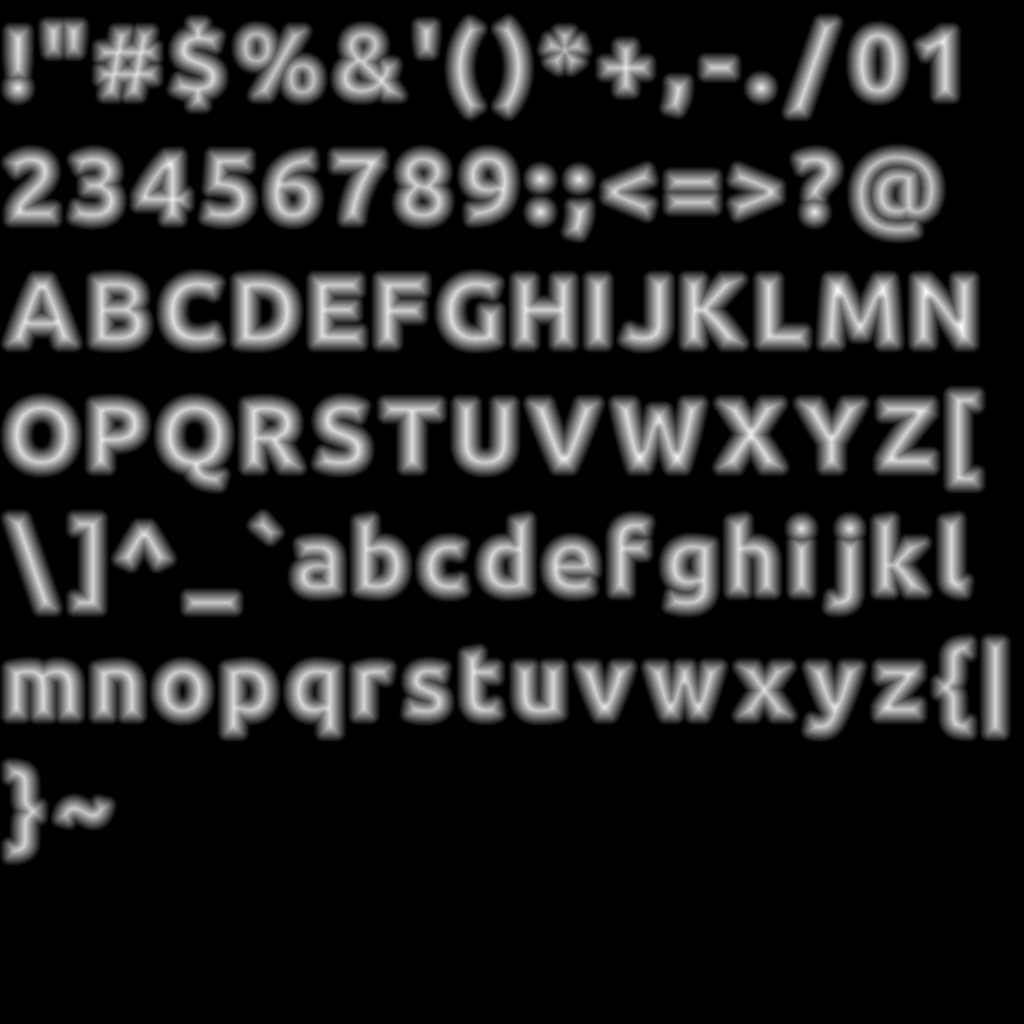 !"#$%&'()*+,-./01
23456789:;<=>?@
ABCDEFGHIJKLMN
OPQRSTUVWXYZ[
\]^_`abcdefghijkl
mnopqrstuvwxyz{|
}~